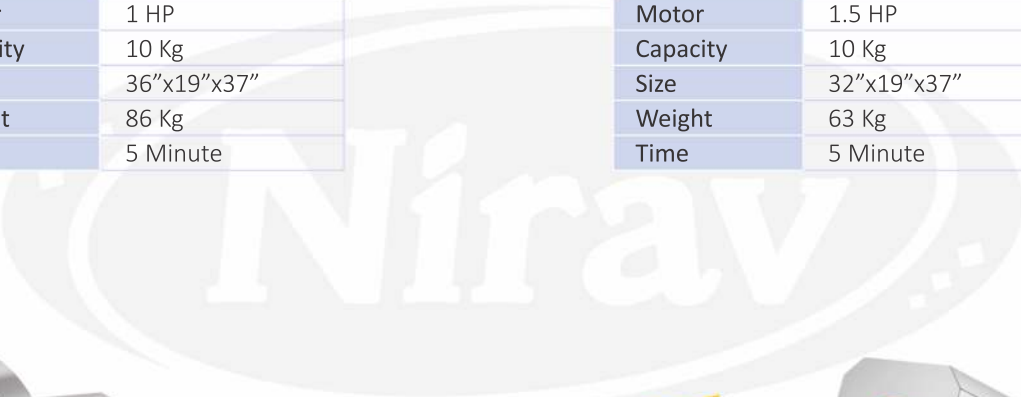 1 HP
ity 10 Kg
36”x19”x37”
t 86 Kg
5 Minute
Motor 1.5 HP
Capacity 10 Kg
Size 32”x19”x37”
Weight 63 Kg
Time 5 Minute
Nirav